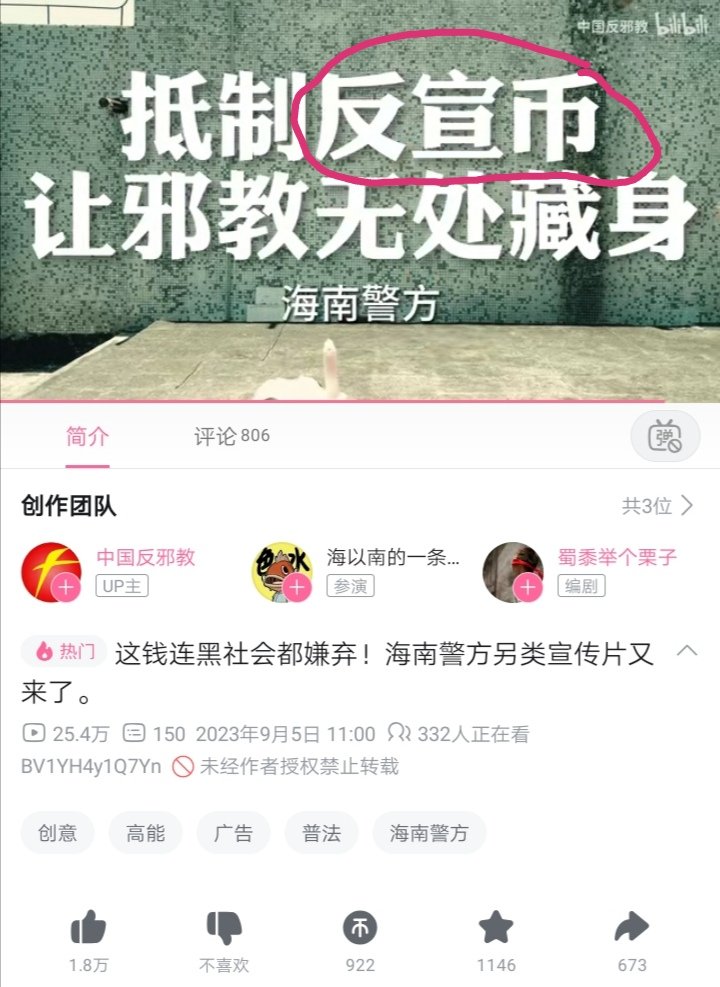 中国反邪教 bilibili
抵制反宣币
让邪教无处藏身
海南警方
简介 评论 806 弹
创作团队 共3位
中国反邪教 海以南的一条... 蜀黍举个栗子
UP主 参演 编剧
热门 这钱连黑社会都嫌弃！海南警方另类宣传片又
来了。
25.4万 150 2023年9月5日 11:00 332人正在看
BV1YH4y1Q7Yn 未经作者授权禁止转载
创意 高能 广告 普法 海南警方
1.8万 不喜欢 922 1146 673